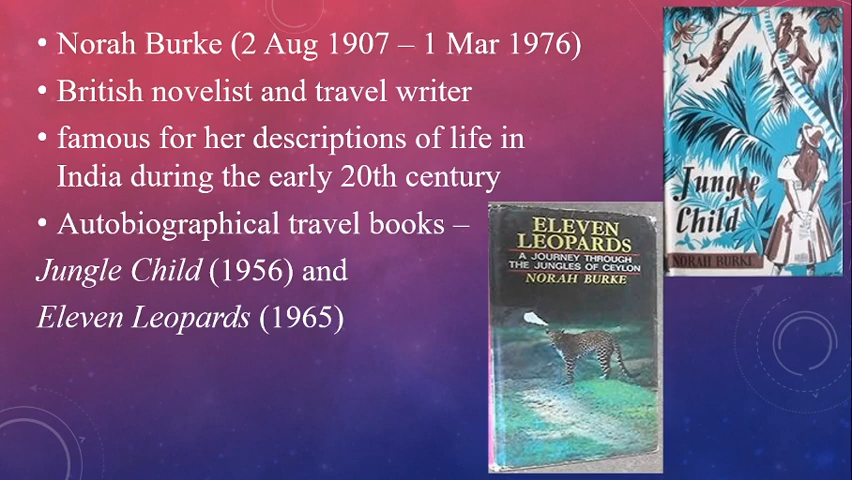 • Norah Burke (2 Aug 1907 – 1 Mar 1976)
• British novelist and travel writer
• famous for her descriptions of life in
India during the early 20th century
• Autobiographical travel books –
Jungle Child (1956) and
Eleven Leopards (1965)
Jungle
Child
NORAH BURKE
ELEVEN
LEOPARDS
A JOURNEY THROUGH
THE JUNGLES OF CEYLON
NORAH BURKE